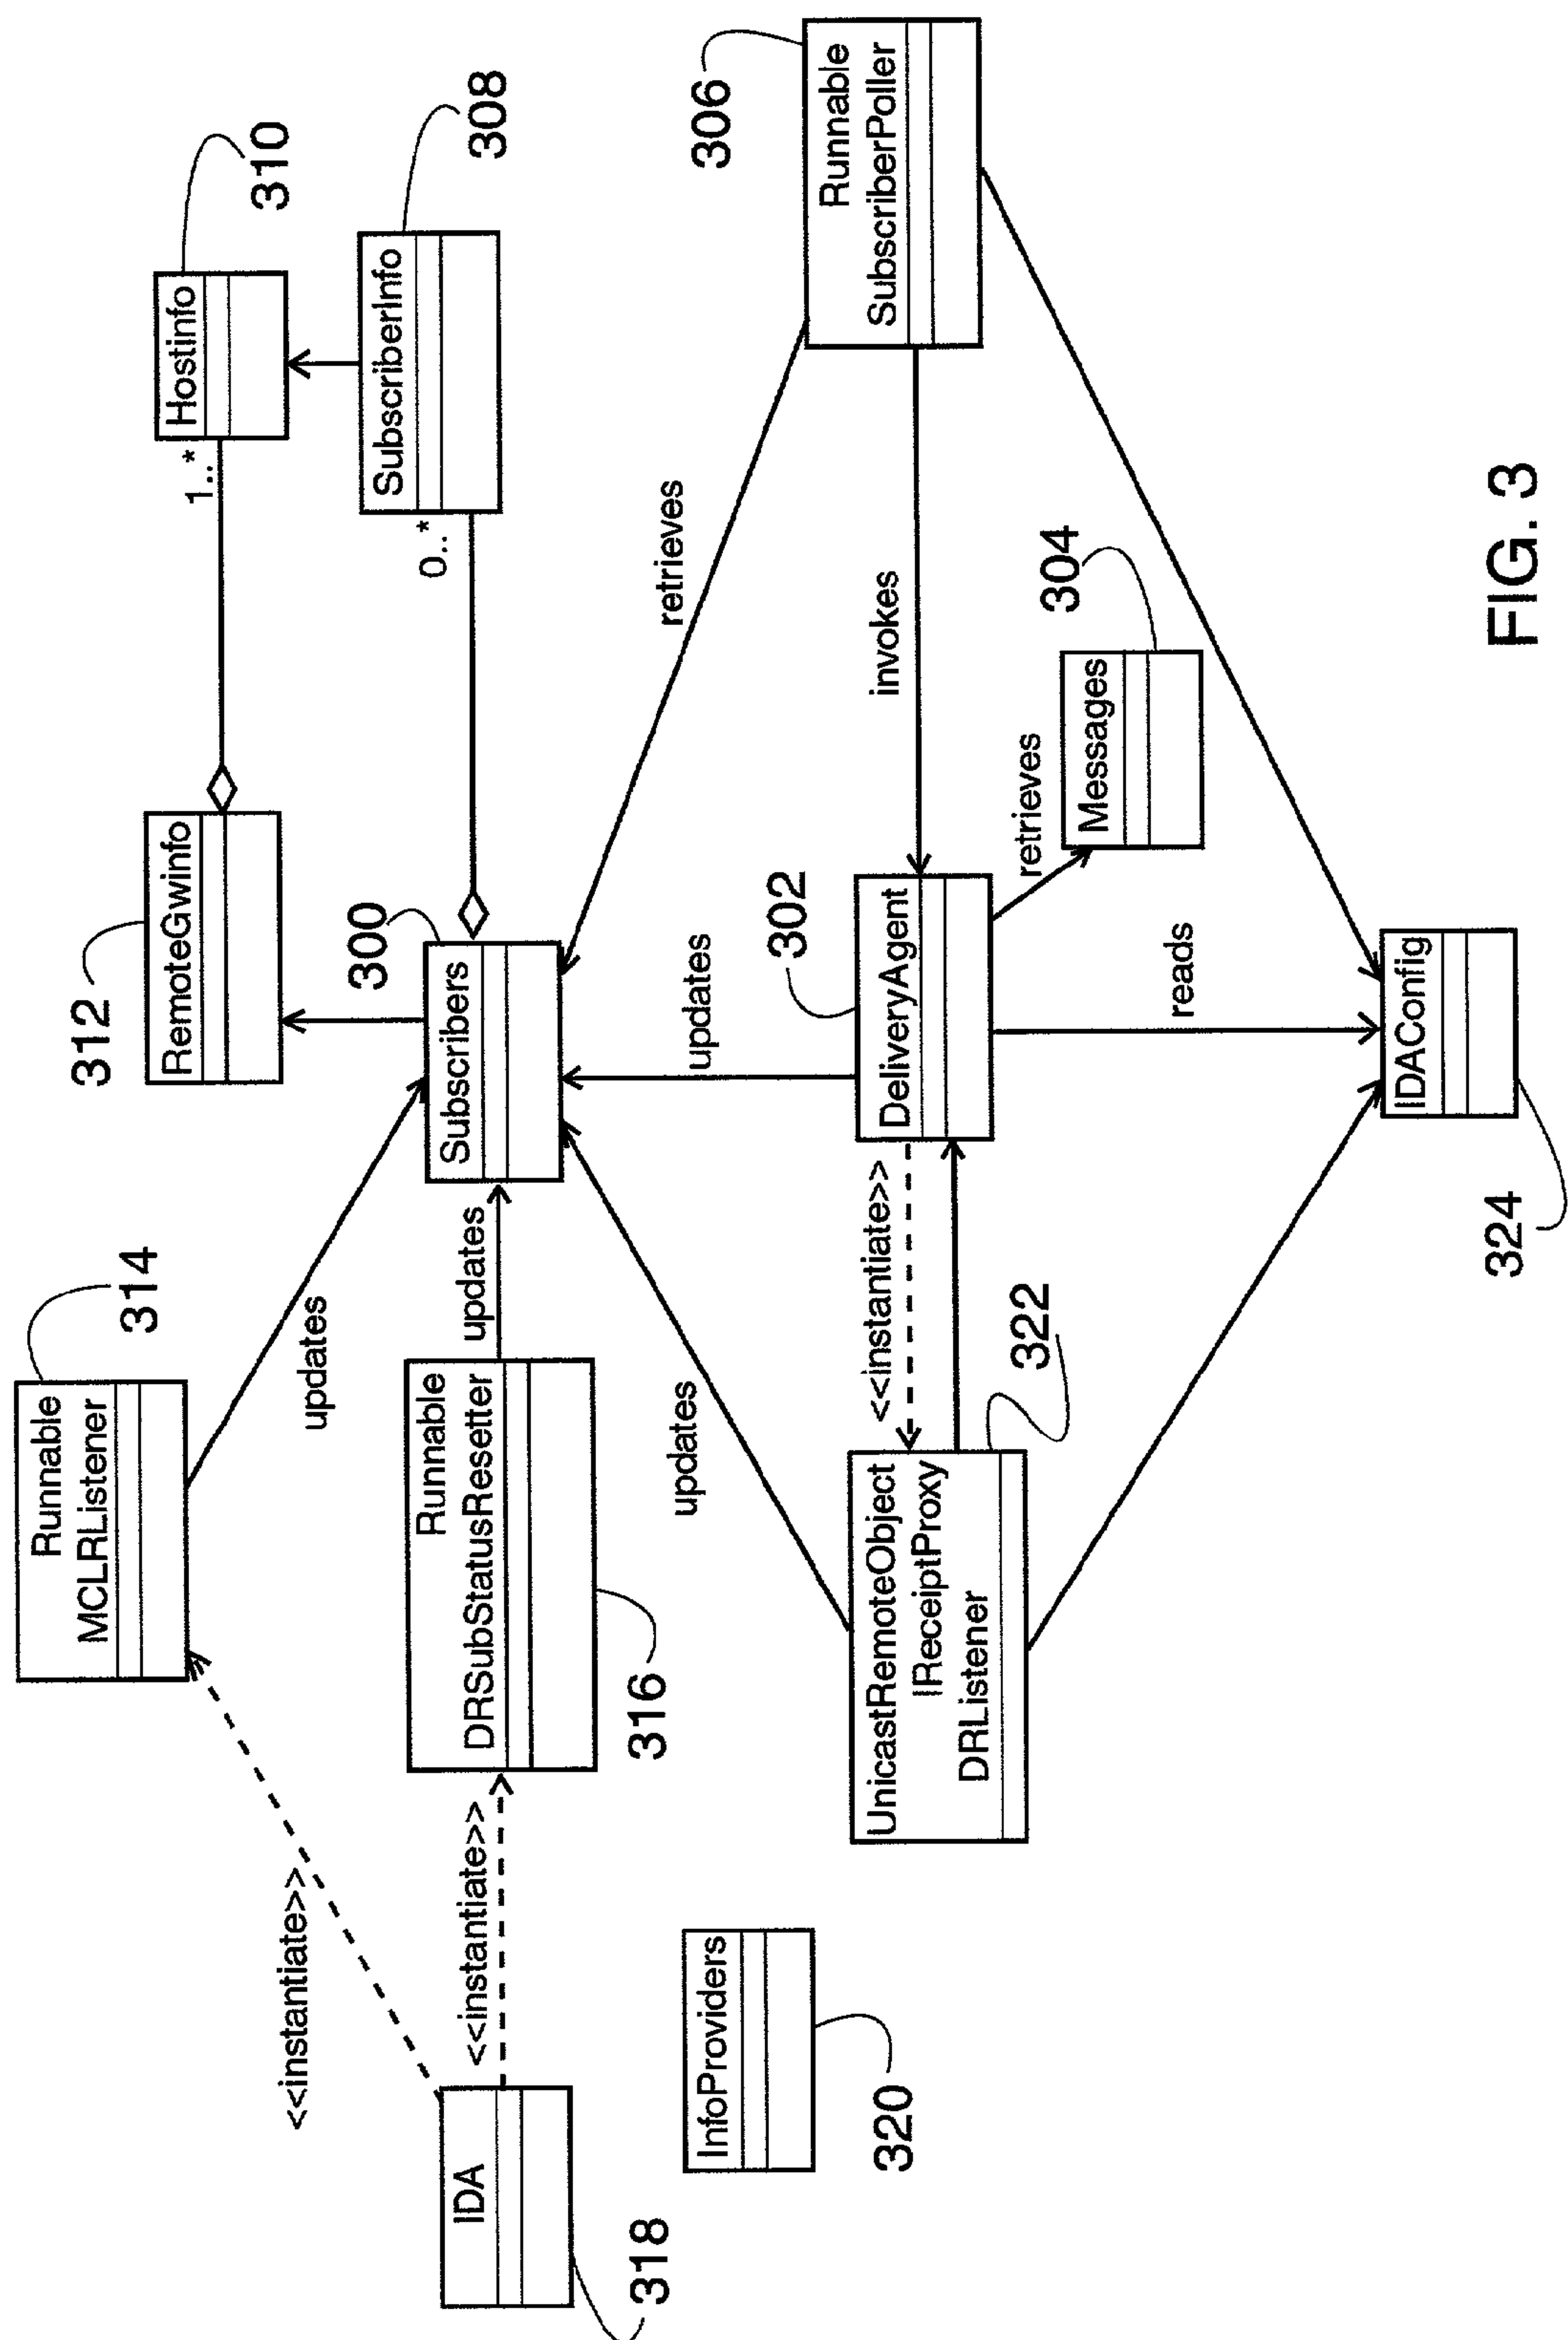 Runnable
MCLRListener
314
312
RemoteGwinfo
1..*
Hostinfo
310
<<instantiate>>
updates
300
SubscriberInfo
0..*
308
IDA
318
<<instantiate>>
Runnable
DRSubStatusResetter
316
updates
Subscribers
retrieves
306
InfoProviders
320
updates
updates
302
Runnable
SubscriberPoller
UnicastRemoteObject
IReceiptProxy
DRListener
322
<<instantiate>>
DeliveryAgent
invokes
retrieves
304
Messages
reads
324
IDAConfig
FIG. 3